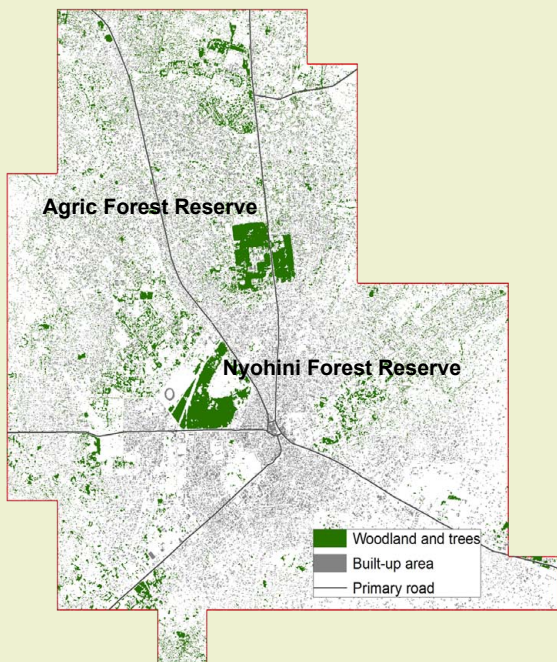 Agric Forest Reserve
Nyohini Forest Reserve
Woodland and trees
Built-up area
Primary road